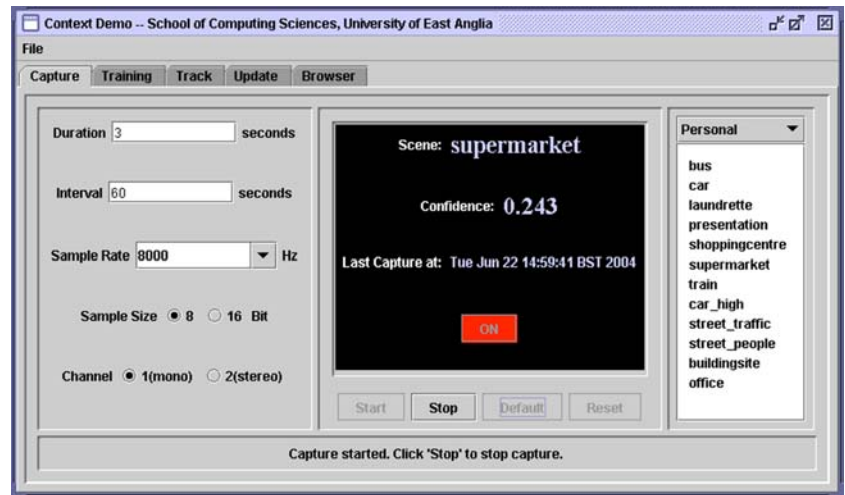 Context Demo -- School of Computing Sciences, University of East Anglia
File
Capture Training Track Update Browser
Duration 3 seconds
Interval 60 seconds
Sample Rate 8000 Hz
Sample Size 8 16 Bit
Channel 1(mono) 2(stereo)
Scene: supermarket
Confidence: 0.243
Last Capture at: Tue Jun 22 14:59:41 BST 2004
ON
Start Stop Default Reset
Personal
bus
car
laundrette
presentation
shoppingcentre
supermarket
train
car_high
street_traffic
street_people
buildingsite
office
Capture started. Click 'Stop' to stop capture.